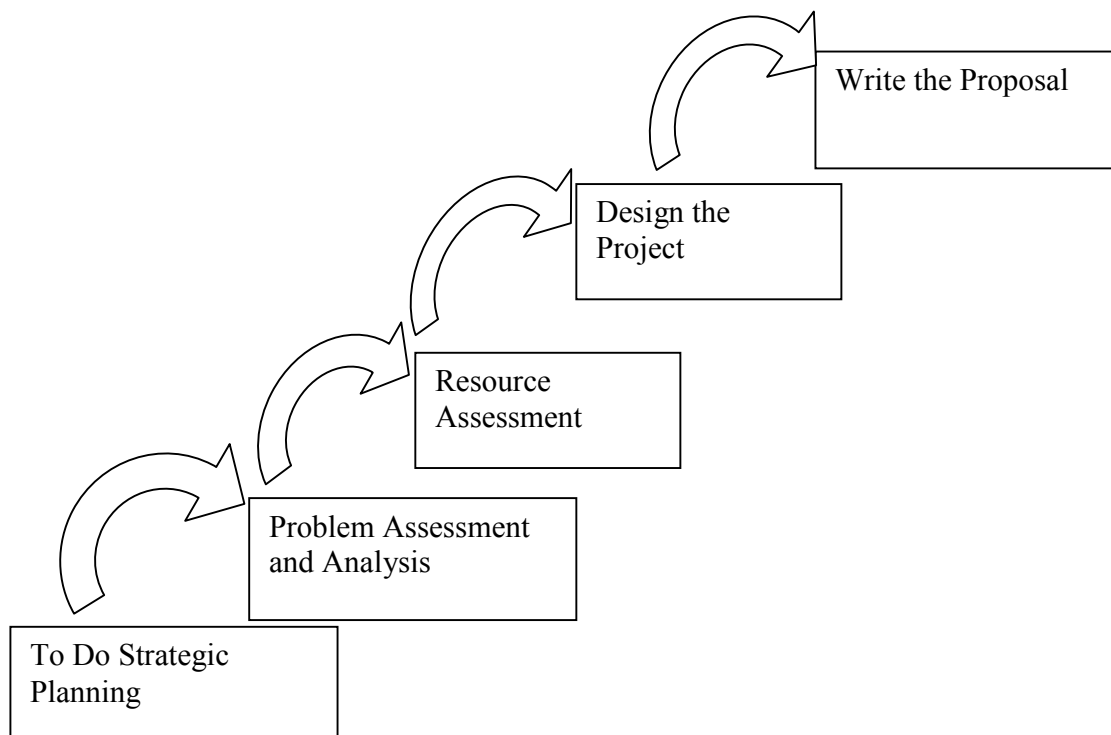 Write the Proposal
Design the
Project
Resource
Assessment
Problem Assessment
and Analysis
To Do Strategic
Planning